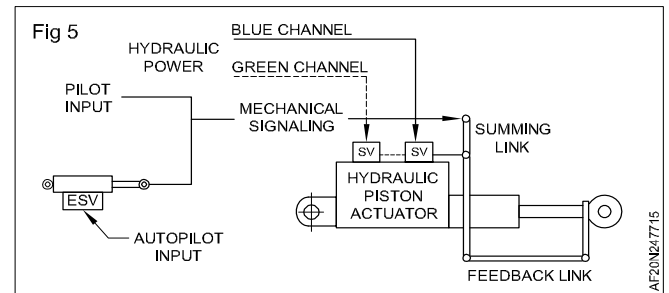 Fig 5
BLUE CHANNEL
HYDRAULIC
POWER
GREEN CHANNEL
PILOT
INPUT
MECHANICAL
SIGNALING
SUMMING
LINK
SV
SV
HYDRAULIC
PISTON
ACTUATOR
ESV
AUTOPILOT
INPUT
FEEDBACK LINK
AF20N247715